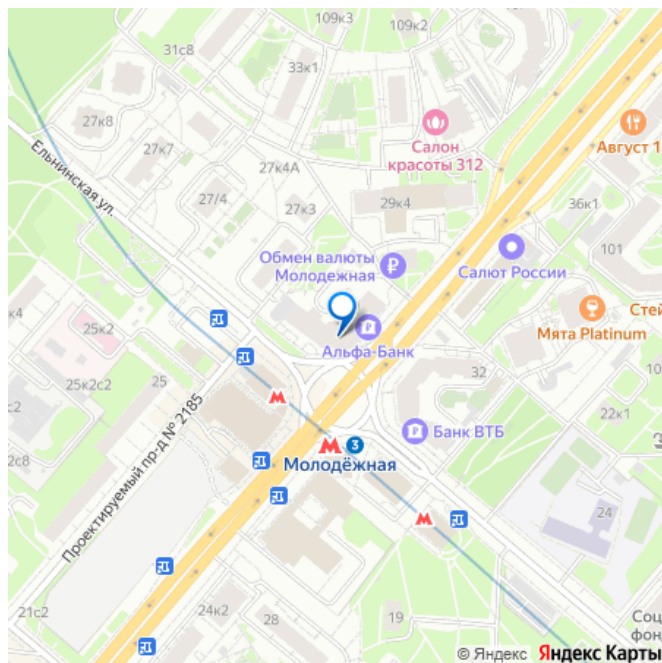 109к3
109к2
31с8
33к1
27к8
Ельнинская ул.
27к7
27к4А
Салон
красоты 312
Август 1
27/4
27к3
29к4
36к1
101
Обмен валюты
Молодежная
Салют России
Стей
Мята Platinum
к4
25к2
Альфа-Банк
25к2с2
25
32
22к1
с2
Проектируемый пр-д № 2185
Банк ВТБ
2с8
3
Молодёжная
24
21с2
24к2
28
19
Соц
фон
© Яндекс Яндекс Карты